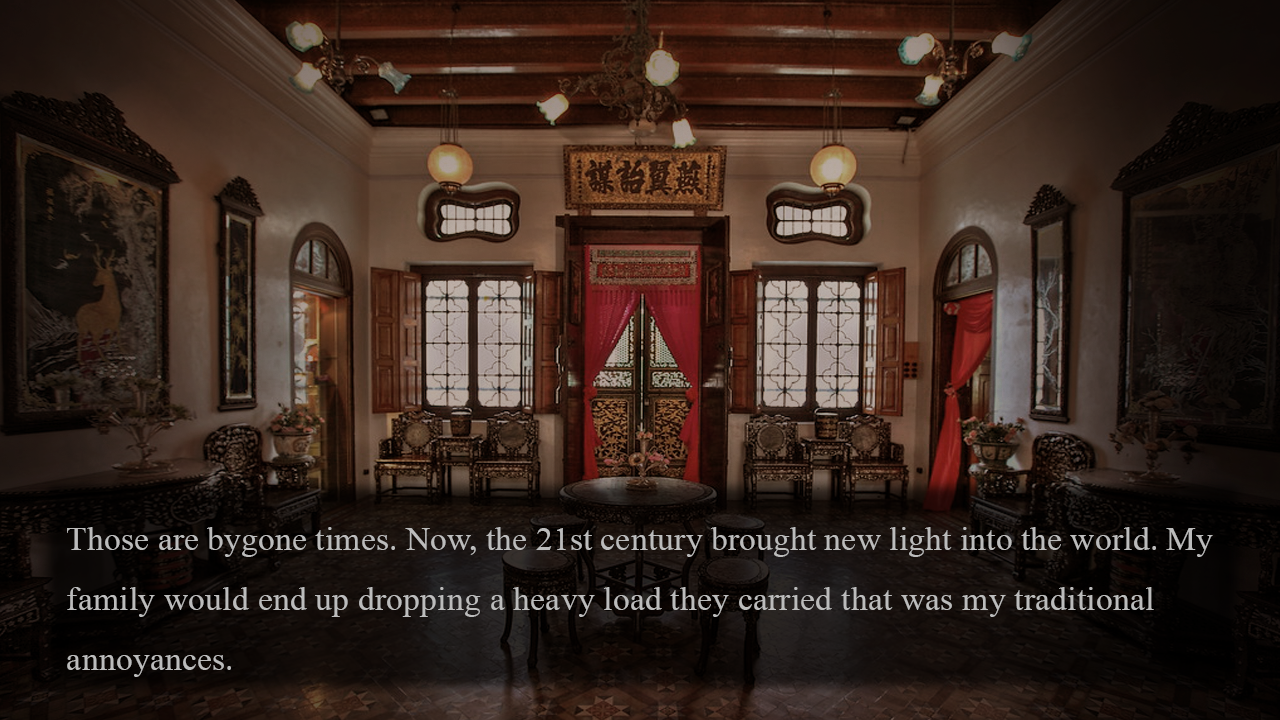 謀詒翼燕
Those are bygone times. Now, the 21st century brought new light into the world. My
family would end up dropping a heavy load they carried that was my traditional
annoyances.